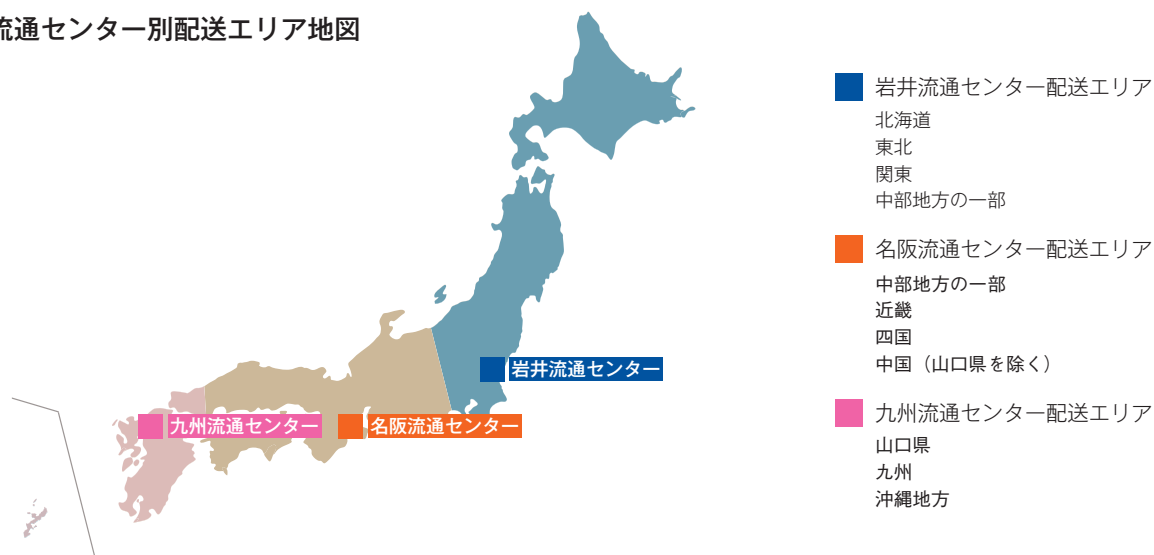 流通センター別配送エリア地図
岩井流通センター配送エリア
北海道
東北
関東
中部地方の一部
名阪流通センター配送エリア
中部地方の一部
近畿
四国
中国（山口県を除く）
九州流通センター配送エリア
山口県
九州
沖縄地方
岩井流通センター
九州流通センター
名阪流通センター